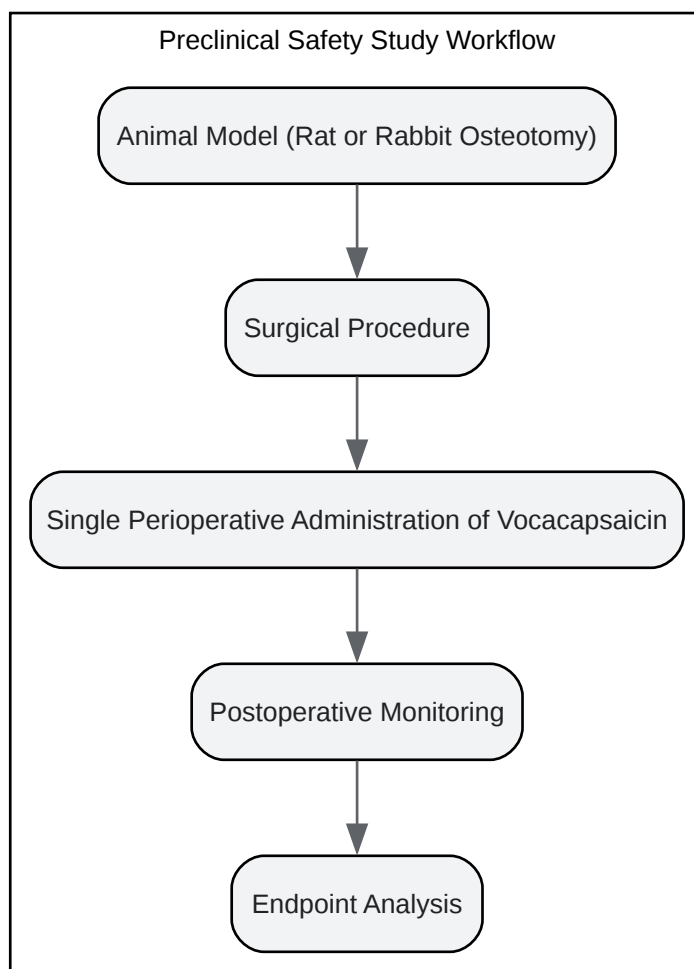 Preclinical Safety Study Workflow
Animal Model (Rat or Rabbit Osteotomy)
Surgical Procedure
Single Perioperative Administration of Vocacapsaicin
Postoperative Monitoring
Endpoint Analysis